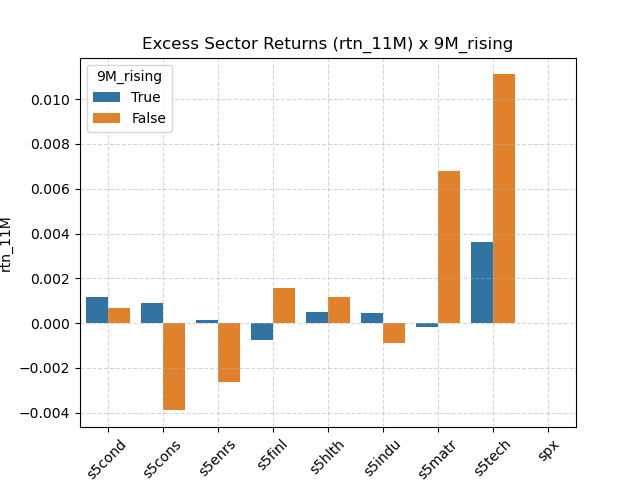 Excess Sector Returns (rtn_11M) x 9M_rising
9M_rising
True
False
0.010
0.008
0.006
0.004
0.002
0.000
−0.002
−0.004
rtn_11M
s5cond
s5cons
s5enrs
s5finl
s5hlth
s5indu
s5matr
s5tech
spx